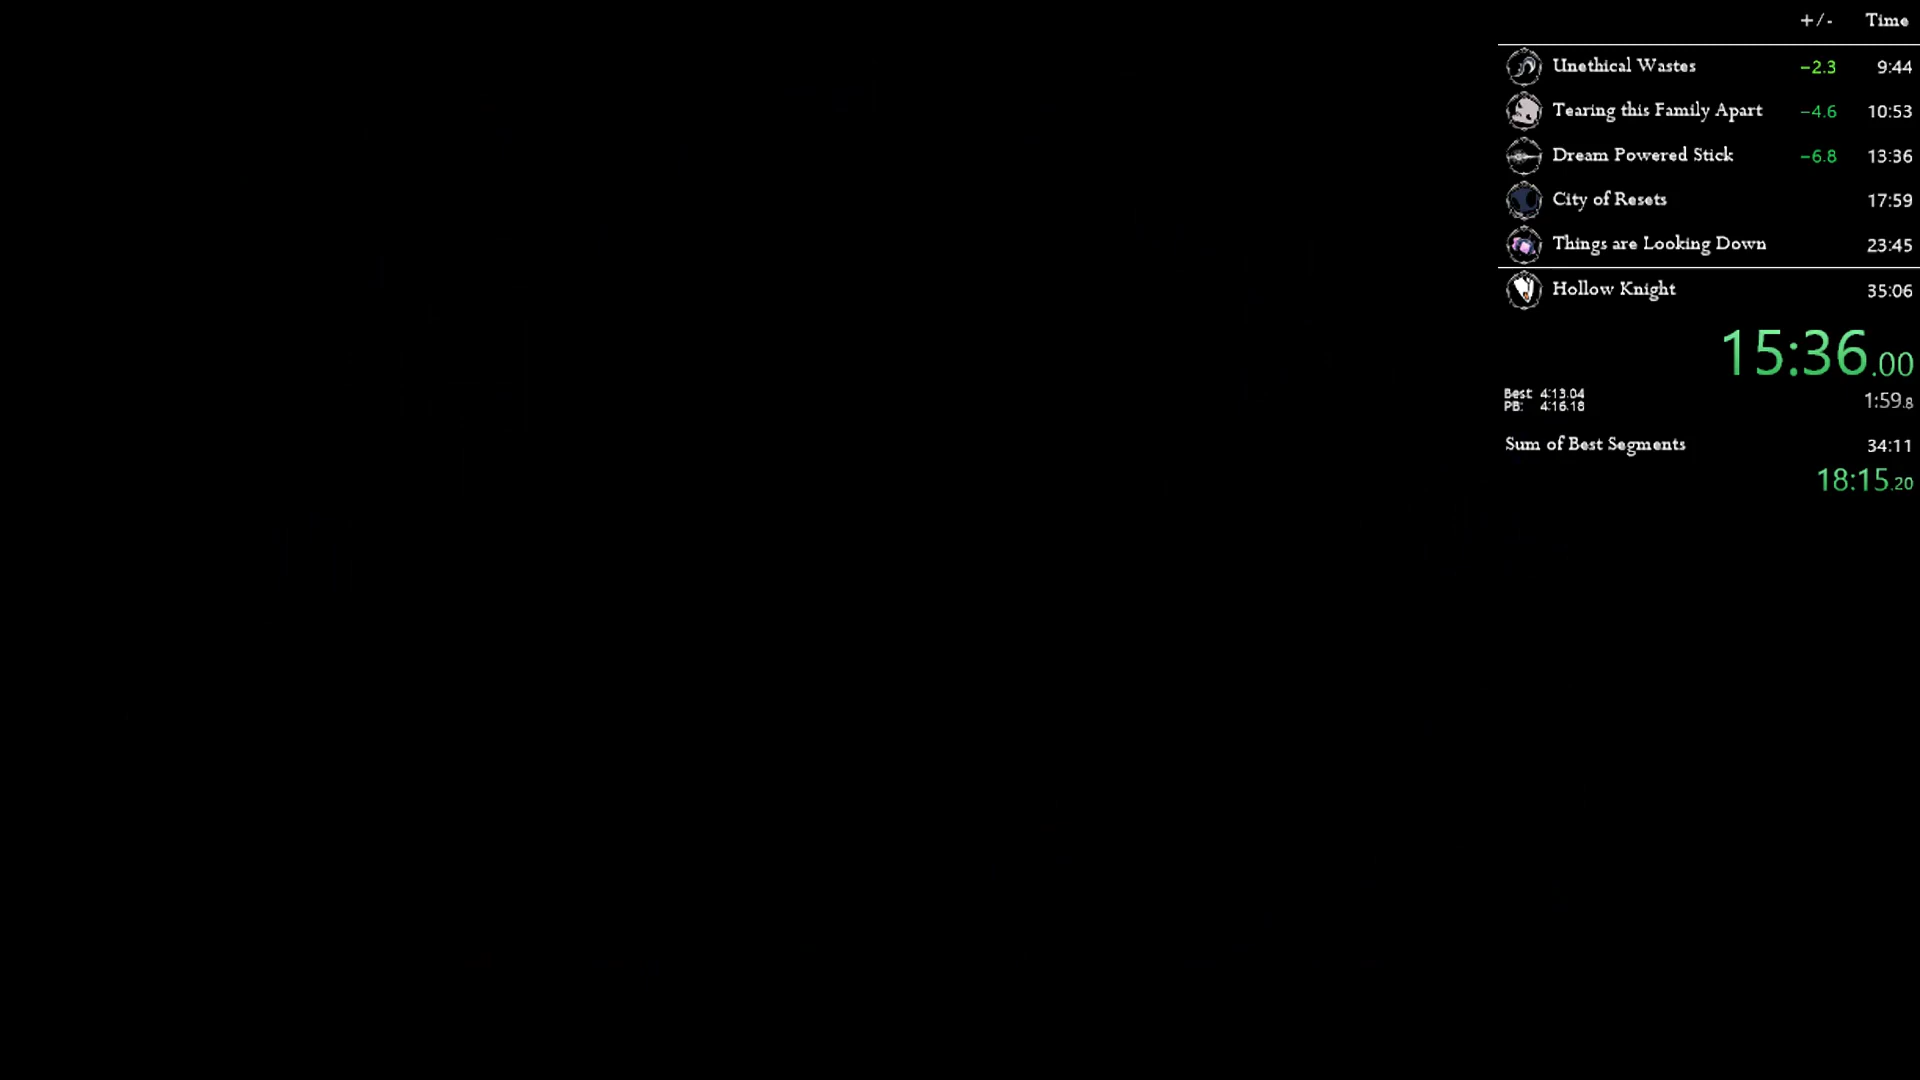 +/- Time
Unethical Wastes −2.3 9:44
Tearing this Family Apart −4.6 10:53
Dream Powered Stick −6.8 13:36
City of Resets 17:59
Things are Looking Down 23:45
Hollow Knight 35:06
15:36.00
Best: 4:13.04
PB: 4:16.18 1:59.8
Sum of Best Segments 34:11
18:15.20